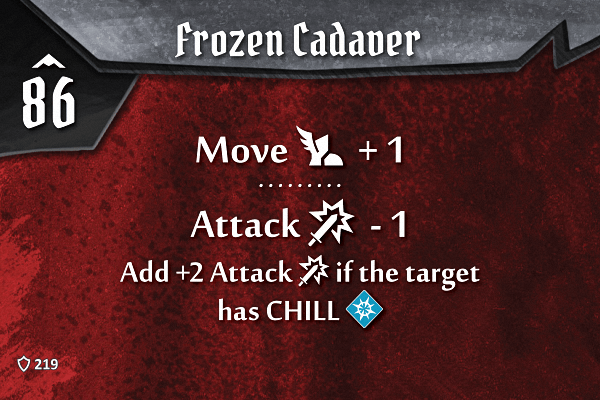 Frozen Cadaver
86
Move + 1
Attack - 1
Add +2 Attack if the target
has CHILL
219